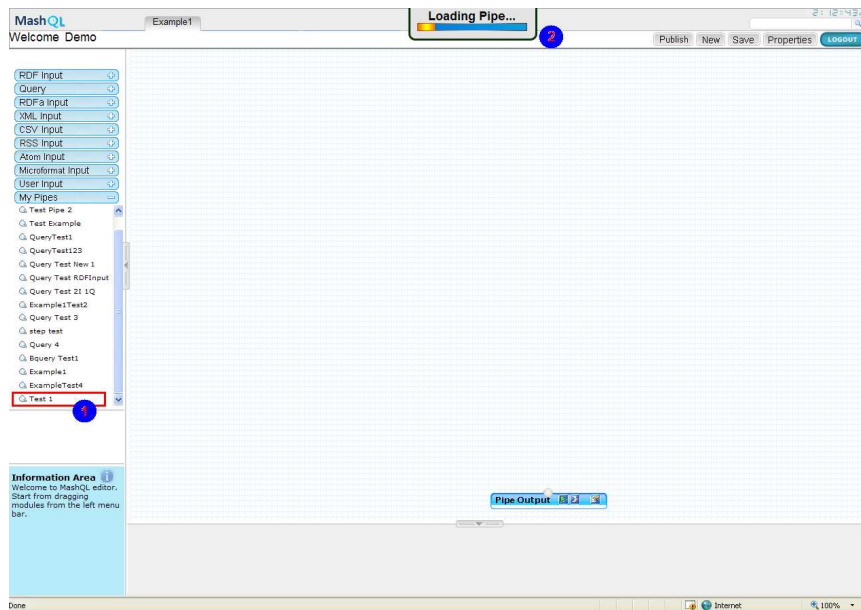 MashQL
Example1
Loading Pipe...
2
Welcome Demo
Publish New Save Properties LOGOUT
RDF Input
Query
RDFa Input
XML Input
CSV Input
RSS Input
Atom Input
Microformat Input
User Input
My Pipes
Test Pipe 2
Test Example
QueryTest1
QueryTest123
Query Test New 1
Query Test RDFInput
Query Test 2I 1Q
Example1Test2
Query Test 3
step test
Query 4
Bquery Test1
Example1
ExampleTest4
Test 1
1
Information Area
Welcome to MashQL editor.
Start from dragging
modules from the left menu
bar.
Pipe Output
Done
Internet
100%